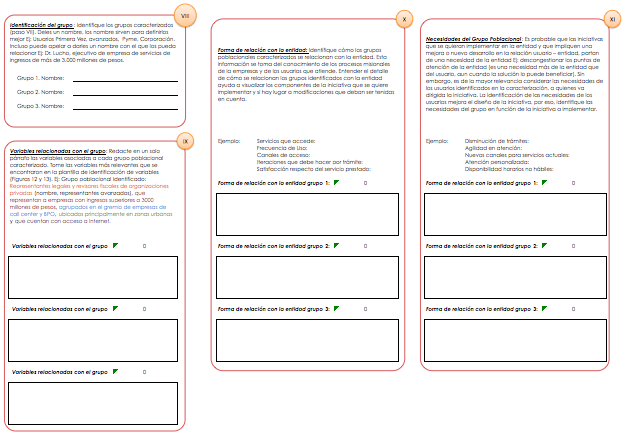 VIII
Identificación del grupo: Identifique los grupos caracterizados
(paso VII). Deles un nombre, los nombres sirven para definirlos
mejor Ej: Usuarios Primera Vez, avanzados, Pyme, Corporación.
Incluso puede apelar a darles un nombre con el que los pueda
relacionar Ej: Dr. Lucho, ejecutivo de empresa de servicios de
ingresos de más de 3.000 millones de pesos.
Grupo 1. Nombre:
Grupo 2. Nombre:
Grupo 3. Nombre:
IX
Variables relacionadas con el grupo: Redacte en un solo
párrafo las variables asociadas a cada grupo poblacional
caracterizado. Tome las variables más relevantes que se
encontraron en la plantilla de identificación de variables
(Figuras 12 y 13). Ej: Grupo poblacional identificado:
Representantes legales y revisores fiscales de organizaciones
privadas (nombre, representantes avanzados), que
representan a empresas con ingresos superiores a 3000
millones de pesos, agrupados en el gremio de empresas de
call center y BPO, ubicados principalmente en zonas urbanas
y que cuentan con acceso a Internet.
Variables relacionadas con el grupo 0
Variables relacionadas con el grupo 0
Variables relacionadas con el grupo 0
X
Forma de relación con la entidad: Identifique cómo los grupos
poblacionales caracterizados se relacionan con la entidad. Esta
información se toma del conocimiento de los procesos misionales
de la empresa y de los usuarios que atiende. Entender el detalle
de cómo se relacionan los grupos identificados con la entidad
ayuda a visualizar los componentes de la iniciativa que se quiere
implementar y si hay lugar a modificaciones que deban ser tenidas
en cuenta.
Ejemplo: Servicios que accede:
Frecuencia de Uso:
Canales de acceso:
Iteraciones que debe hacer por trámite:
Satisfacción respecto del servicio prestado:
Forma de relación con la entidad grupo 1: 0
Forma de relación con la entidad grupo 2: 0
Forma de relación con la entidad grupo 3: 0
XI
Necesidades del Grupo Poblacional: Es probable que las iniciativas
que se quieran implementar en la entidad y que impliquen una
mejora o nuevo desarrollo en la relación usuario – entidad, partan
de una necesidad de la entidad Ej: descongestionar los puntos de
atención de la entidad (es una necesidad más de la entidad que
del usuario, aun cuando la solución lo puede beneficiar). Sin
embargo, es de la mayor relevancia considerar las necesidades de
los usuarios identificados en la caracterización, a quienes va
dirigida la iniciativa. La identificación de las necesidades de los
usuarios mejora el diseño de la iniciativa, por eso, identifique las
necesidades del grupo en función de la iniciativa a implementar.
Ejemplo: Disminución de trámites:
Agilidad en atención:
Nuevos canales para servicios actuales:
Atención personalizada:
Disponibilidad horarios no hábiles:
Forma de relación con la entidad grupo 1: 0
Forma de relación con la entidad grupo 2: 0
Forma de relación con la entidad grupo 3: 0